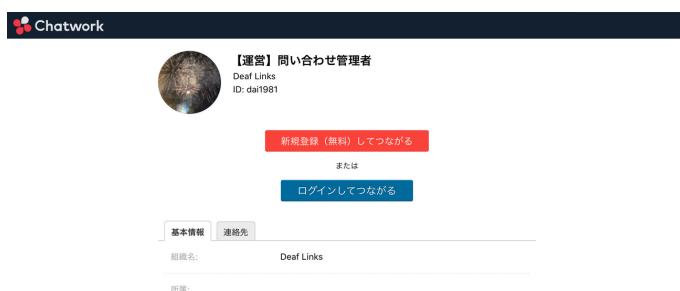 Chatwork
【運営】問い合わせ管理者
Deaf Links
ID: dai1981
新規登録（無料）してつながる
または
ログインしてつながる
基本情報 連絡先
組織名: Deaf Links
所属: